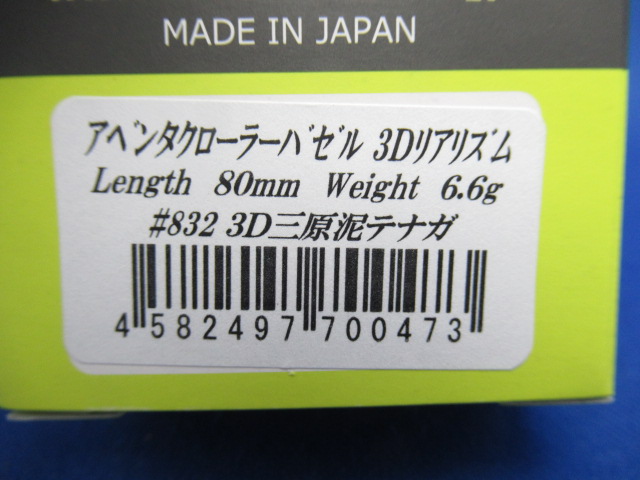 MADE IN JAPAN
アベンタクローラーバゼル 3Dリアリズム
Length 80mm Weight 6.6g
#832 3D三原泥テナガ
4 582497 700473